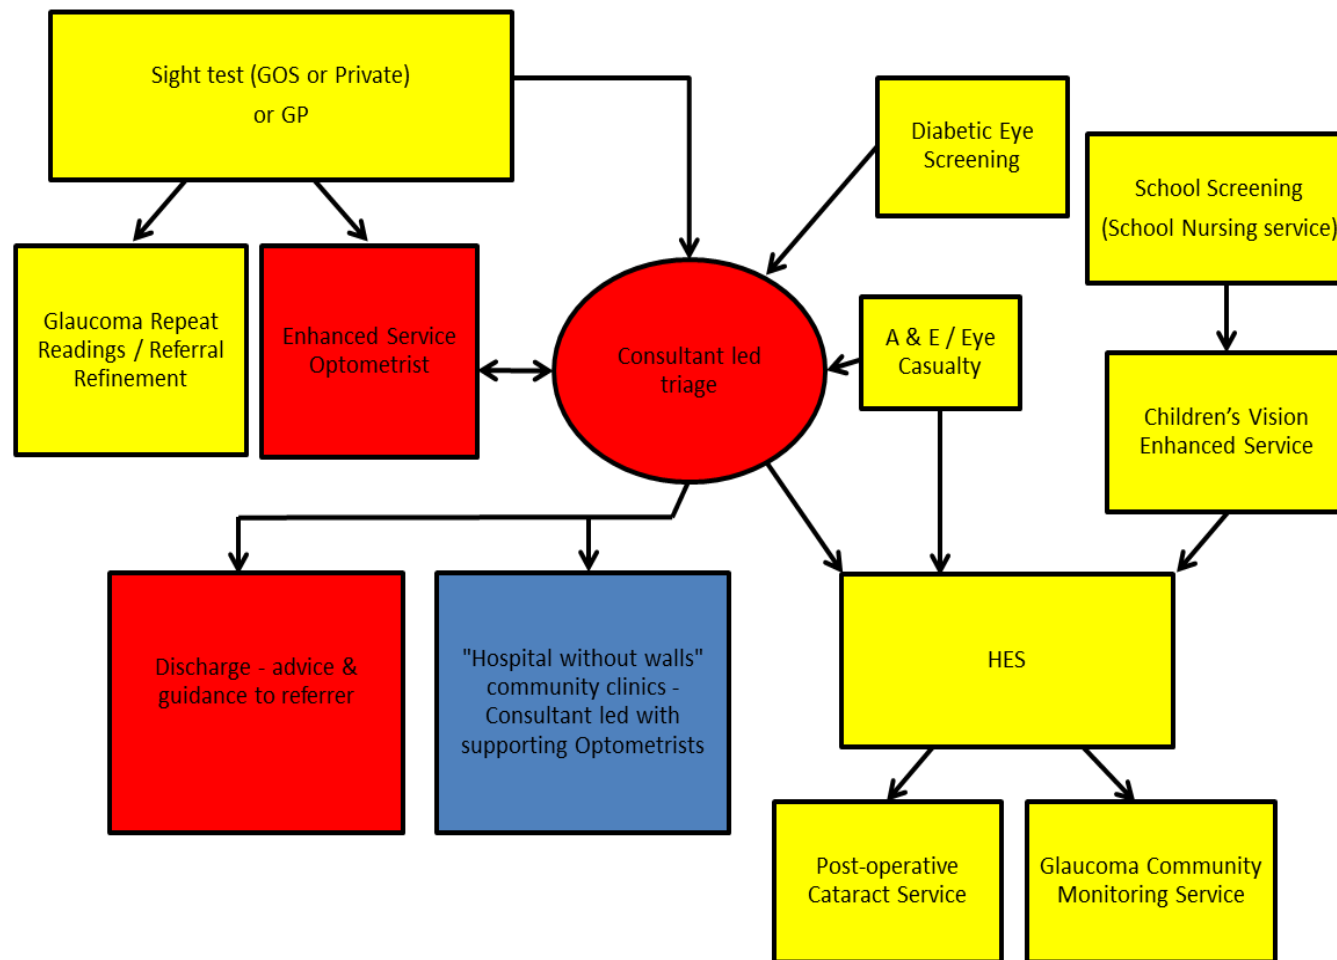 Sight test (GOS or Private)
or GP
Diabetic Eye
Screening
School Screening
(School Nursing service)
Glaucoma Repeat
Readings / Referral
Refinement
Enhanced Service
Optometrist
Consultant led
triage
A & E / Eye
Casualty
Children’s Vision
Enhanced Service
Discharge - advice &
guidance to referrer
"Hospital without walls"
community clinics -
Consultant led with
supporting Optometrists
HES
Post-operative
Cataract Service
Glaucoma Community
Monitoring Service